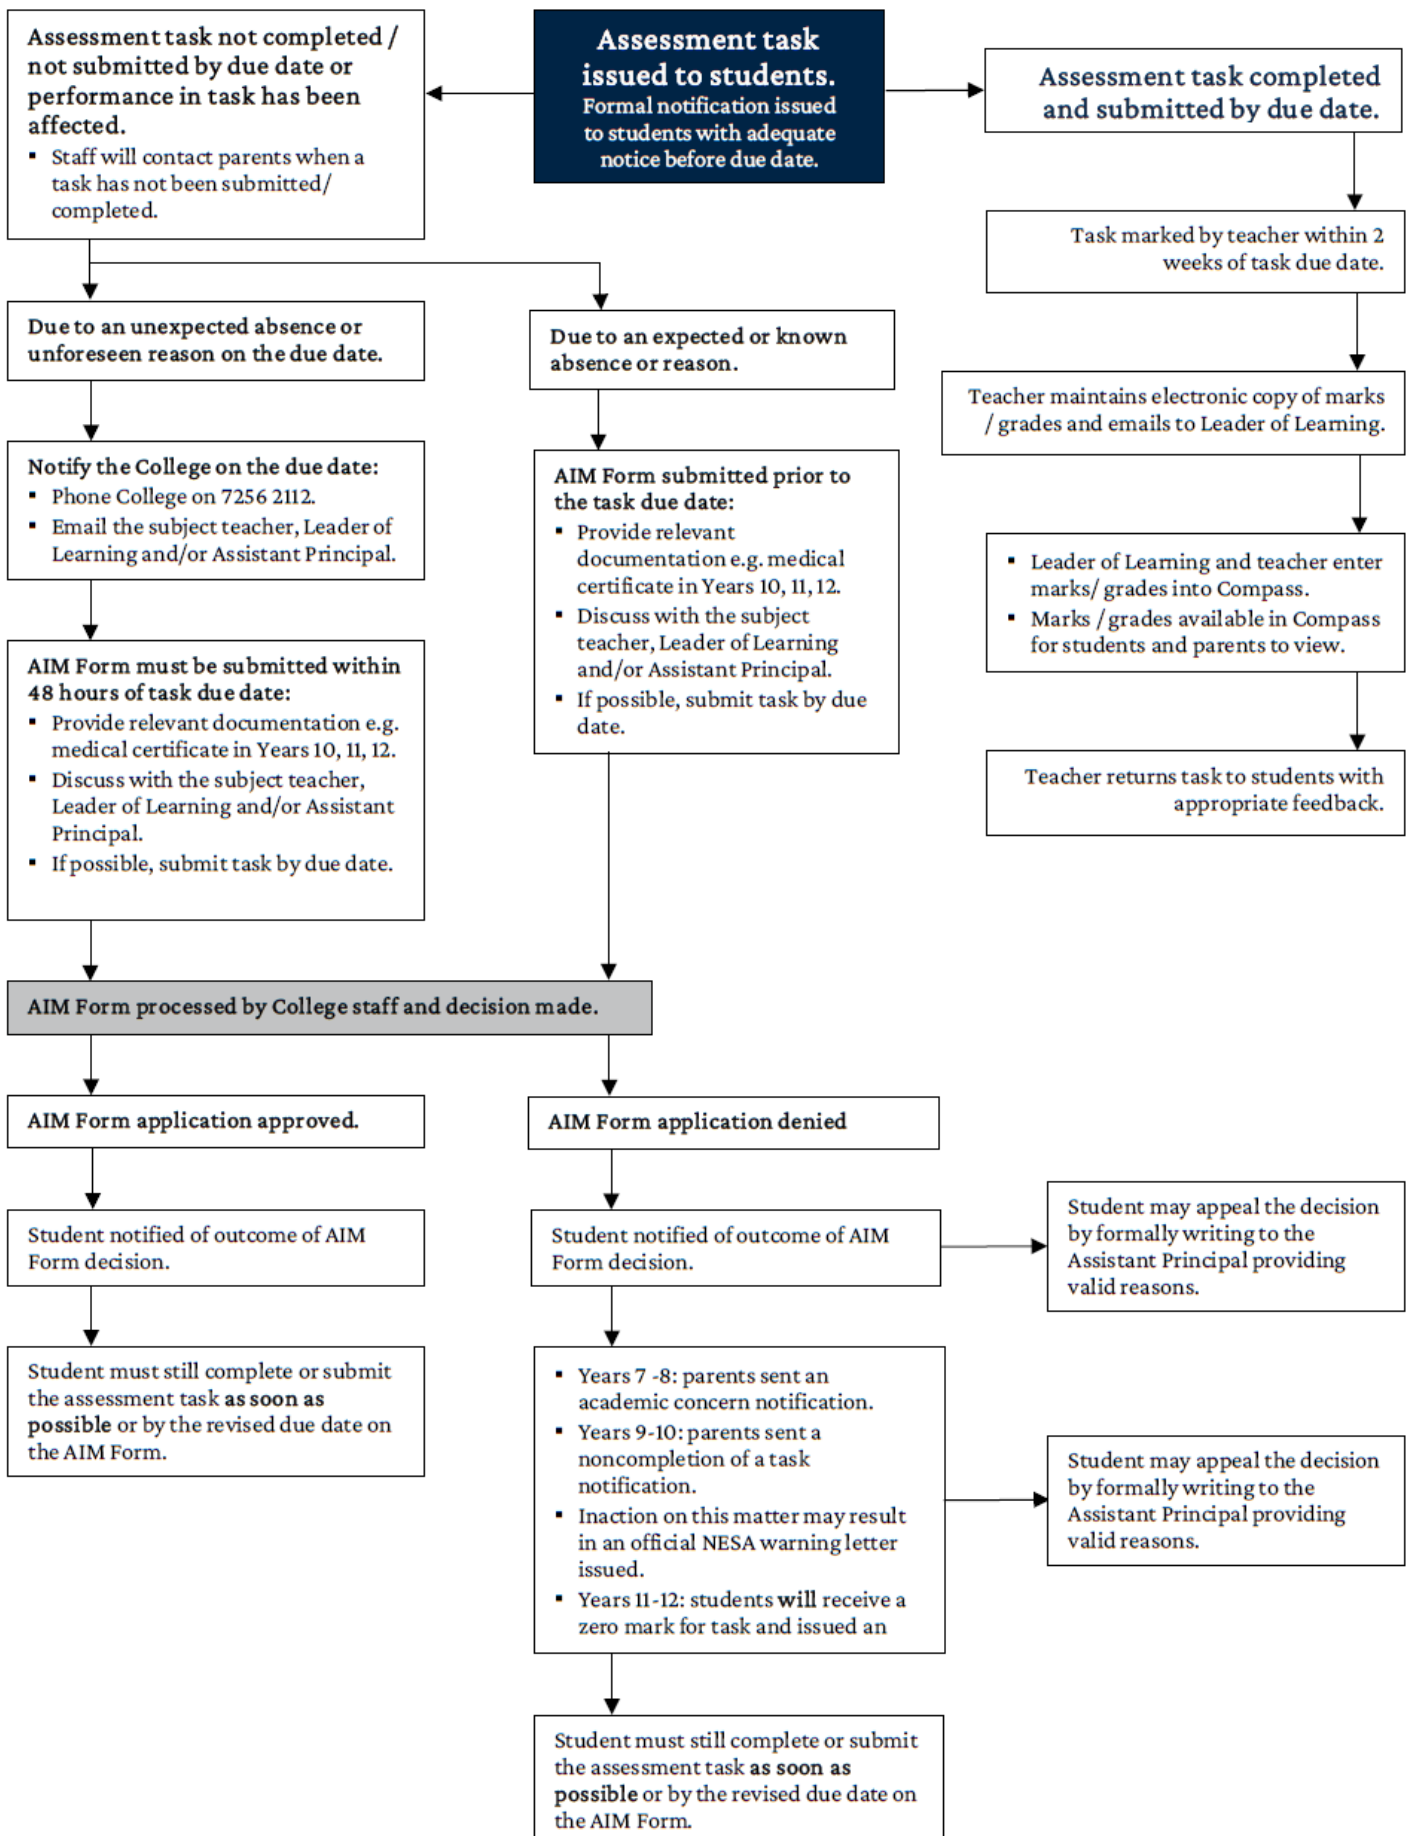 Assessment task
issued to students.
Formal notification issued
to students with adequate
notice before due date.
Assessment task not completed /
not submitted by due date or
performance in task has been
affected.
▪ Staff will contact parents when a
task has not been submitted/
completed.
Assessment task completed
and submitted by due date.
Task marked by teacher within 2
weeks of task due date.
Teacher maintains electronic copy of marks
/ grades and emails to Leader of Learning.
▪ Leader of Learning and teacher enter
marks/ grades into Compass.
▪ Marks / grades available in Compass
for students and parents to view.
Teacher returns task to students with
appropriate feedback.
Due to an unexpected absence or
unforeseen reason on the due date.
Notify the College on the due date:
▪ Phone College on 7256 2112.
▪ Email the subject teacher, Leader of
Learning and/or Assistant Principal.
AIM Form must be submitted within
48 hours of task due date:
▪ Provide relevant documentation e.g.
medical certificate in Years 10, 11, 12.
▪ Discuss with the subject teacher,
Leader of Learning and/or Assistant
Principal.
▪ If possible, submit task by due date.
Due to an expected or known
absence or reason.
AIM Form submitted prior to
the task due date:
▪ Provide relevant
documentation e.g. medical
certificate in Years 10, 11, 12.
▪ Discuss with the subject
teacher, Leader of Learning
and/or Assistant Principal.
▪ If possible, submit task by due
date.
AIM Form processed by College staff and decision made.
AIM Form application approved.
Student notified of outcome of AIM
Form decision.
Student must still complete or submit
the assessment task as soon as
possible or by the revised due date on
the AIM Form.
AIM Form application denied
Student notified of outcome of AIM
Form decision.
Student may appeal the decision
by formally writing to the
Assistant Principal providing
valid reasons.
▪ Years 7 -8: parents sent an
academic concern notification.
▪ Years 9-10: parents sent a
noncompletion of a task
notification.
▪ Inaction on this matter may result
in an official NESA warning letter
issued.
▪ Years 11-12: students will receive a
zero mark for task and issued an
Student may appeal the decision
by formally writing to the
Assistant Principal providing
valid reasons.
Student must still complete or submit
the assessment task as soon as
possible or by the revised due date on
the AIM Form.